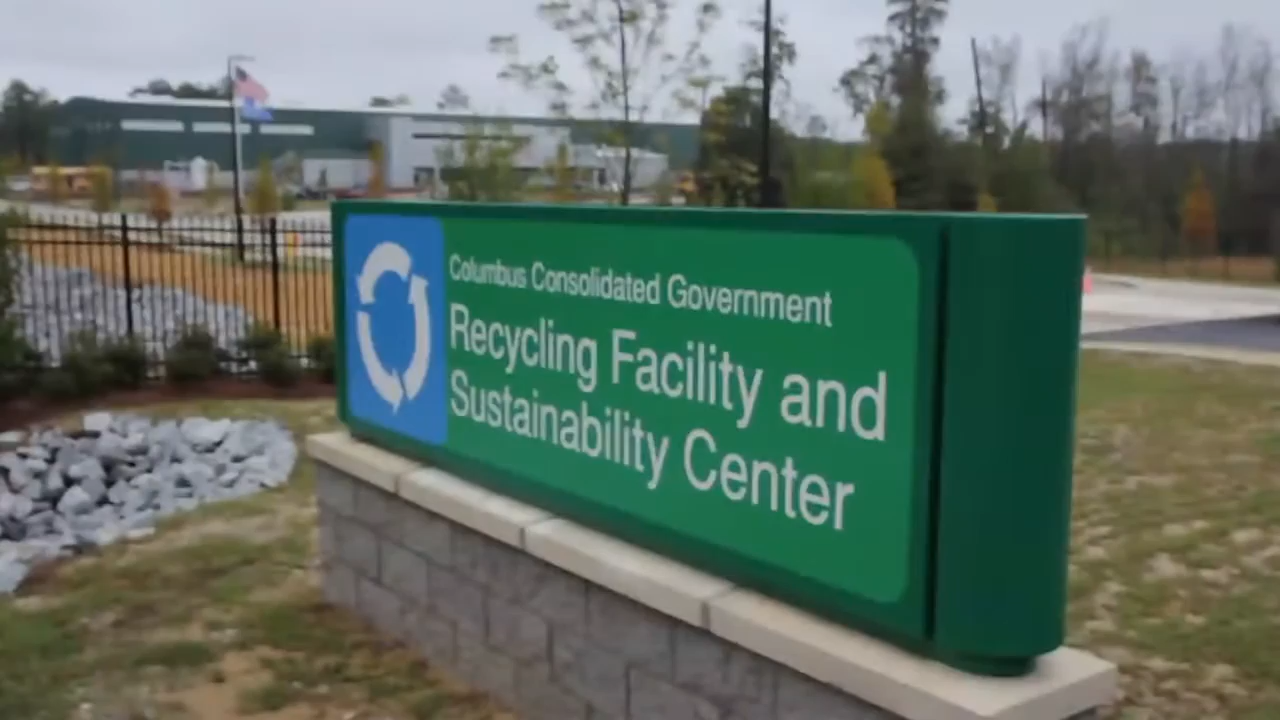 Columbus Consolidated Government
Recycling Facility and
Sustainability Center